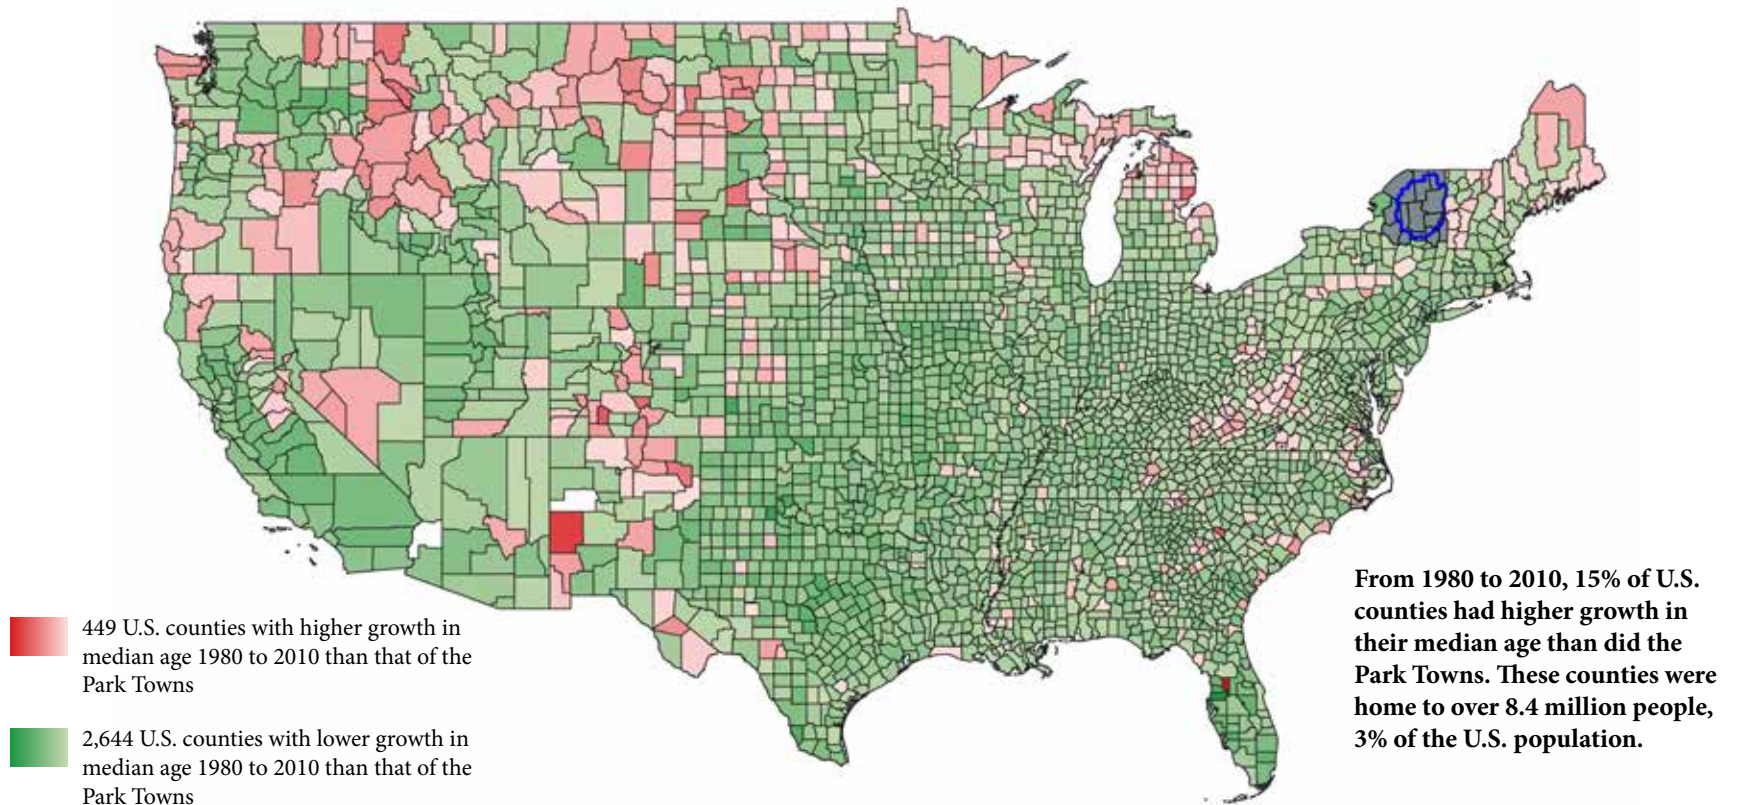 449 U.S. counties with higher growth in
median age 1980 to 2010 than that of the
Park Towns
2,644 U.S. counties with lower growth in
median age 1980 to 2010 than that of the
Park Towns
From 1980 to 2010, 15% of U.S.
counties had higher growth in
their median age than did the
Park Towns. These counties were
home to over 8.4 million people,
3% of the U.S. population.